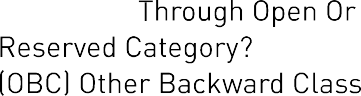 Through Open Or
Reserved Category?
(OBC) Other Backward Class